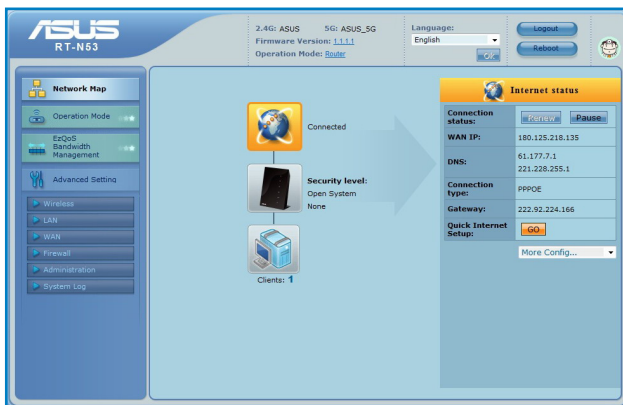 ASUS
RT-N53
2.4G: ASUS 5G: ASUS_5G
Firmware Version: 1.1.1.1
Operation Mode: Router
Language:
English
OK
Logout
Reboot
Network Map
Operation Mode
EzQoS
Bandwidth
Management
Advanced Setting
Wireless
LAN
WAN
Firewall
Administration
System Log
Connected
Security level:
Open System
None
Clients: 1
Internet status
Connection
status:
Renew
Pause
WAN IP:
180.125.218.135
DNS:
61.177.7.1
221.228.255.1
Connection
type:
PPPOE
Gateway:
222.92.224.166
Quick Internet
Setup:
GO
More Config...